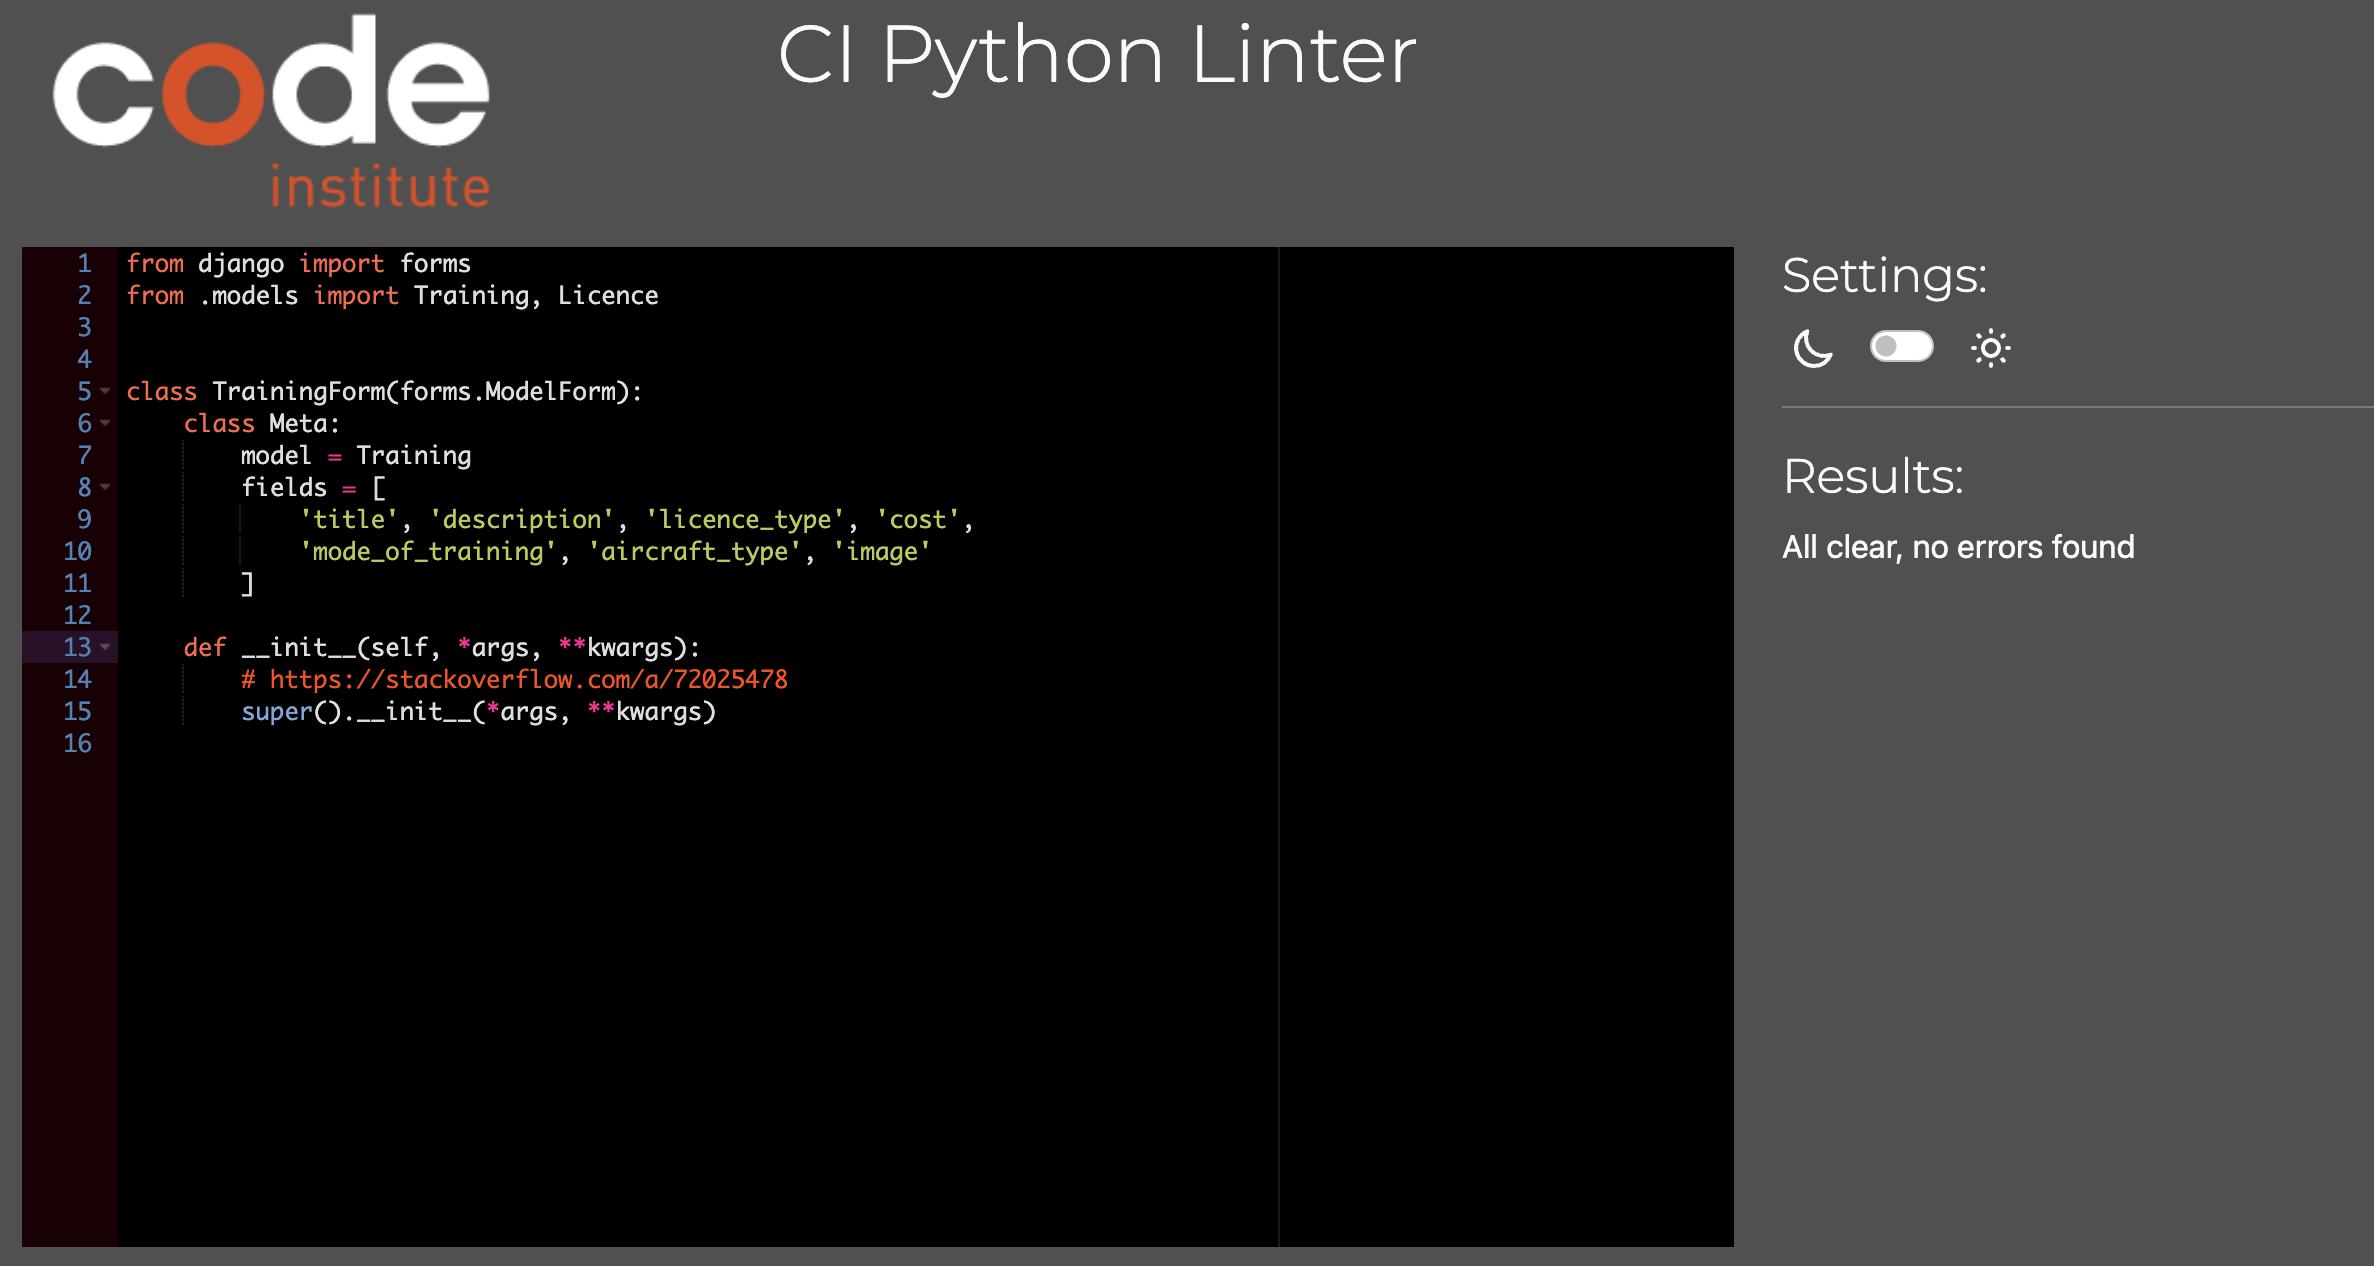 code
institute
CI Python Linter
1 from django import forms
2 from .models import Training, Licence
3
4
5 class TrainingForm(forms.ModelForm):
6     class Meta:
7         model = Training
8         fields = [
9             'title', 'description', 'licence_type', 'cost',
10             'mode_of_training', 'aircraft_type', 'image'
11         ]
12
13     def __init__(self, *args, **kwargs):
14         # https://stackoverflow.com/a/72025478
15         super().__init__(*args, **kwargs)
16
Settings:
Results:
All clear, no errors found